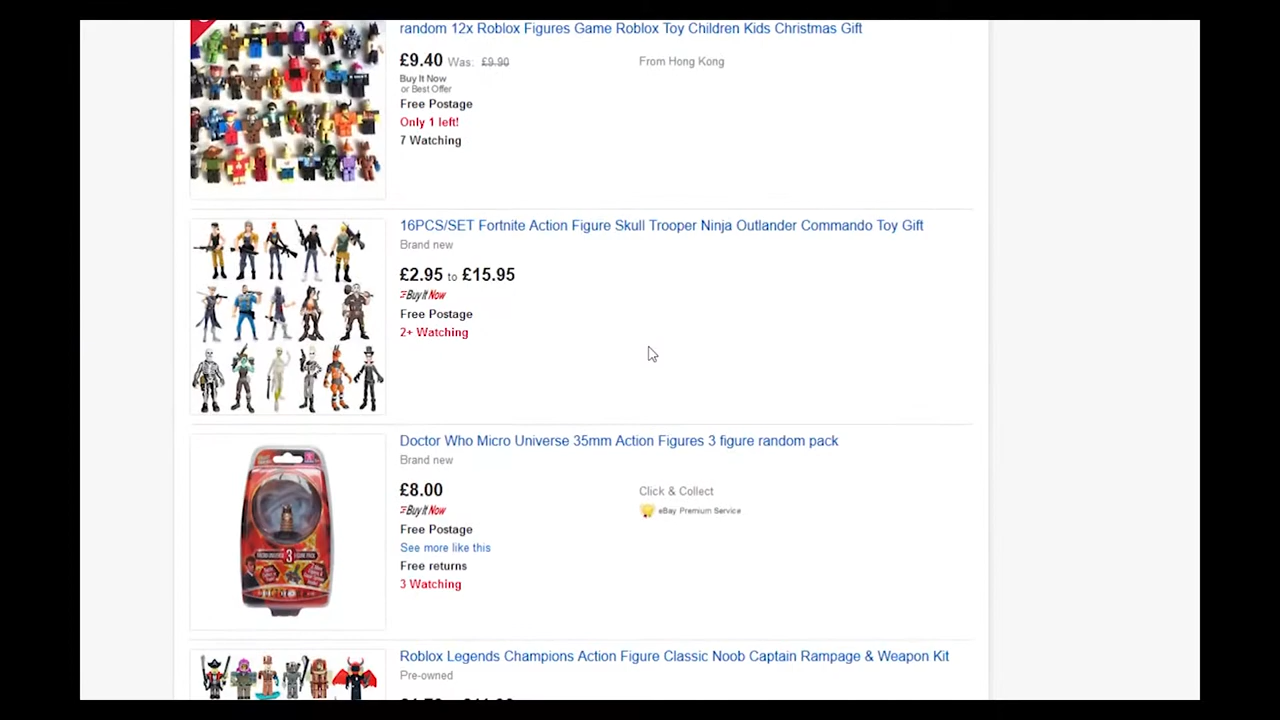 random 12x Roblox Figures Game Roblox Toy Children Kids Christmas Gift
£9.40 Was: £9.90
From Hong Kong
Buy It Now
or Best Offer
Free Postage
Only 1 left!
7 Watching
16PCS/SET Fortnite Action Figure Skull Trooper Ninja Outlander Commando Toy Gift
Brand new
£2.95 to £15.95
Buy It Now
Free Postage
2+ Watching
Doctor Who Micro Universe 35mm Action Figures 3 figure random pack
Brand new
£8.00
Click & Collect
Buy It Now
eBay Premium Service
Free Postage
See more like this
Free returns
3 Watching
Roblox Legends Champions Action Figure Classic Noob Captain Rampage & Weapon Kit
Pre-owned